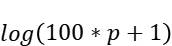 log(100 * p + 1)